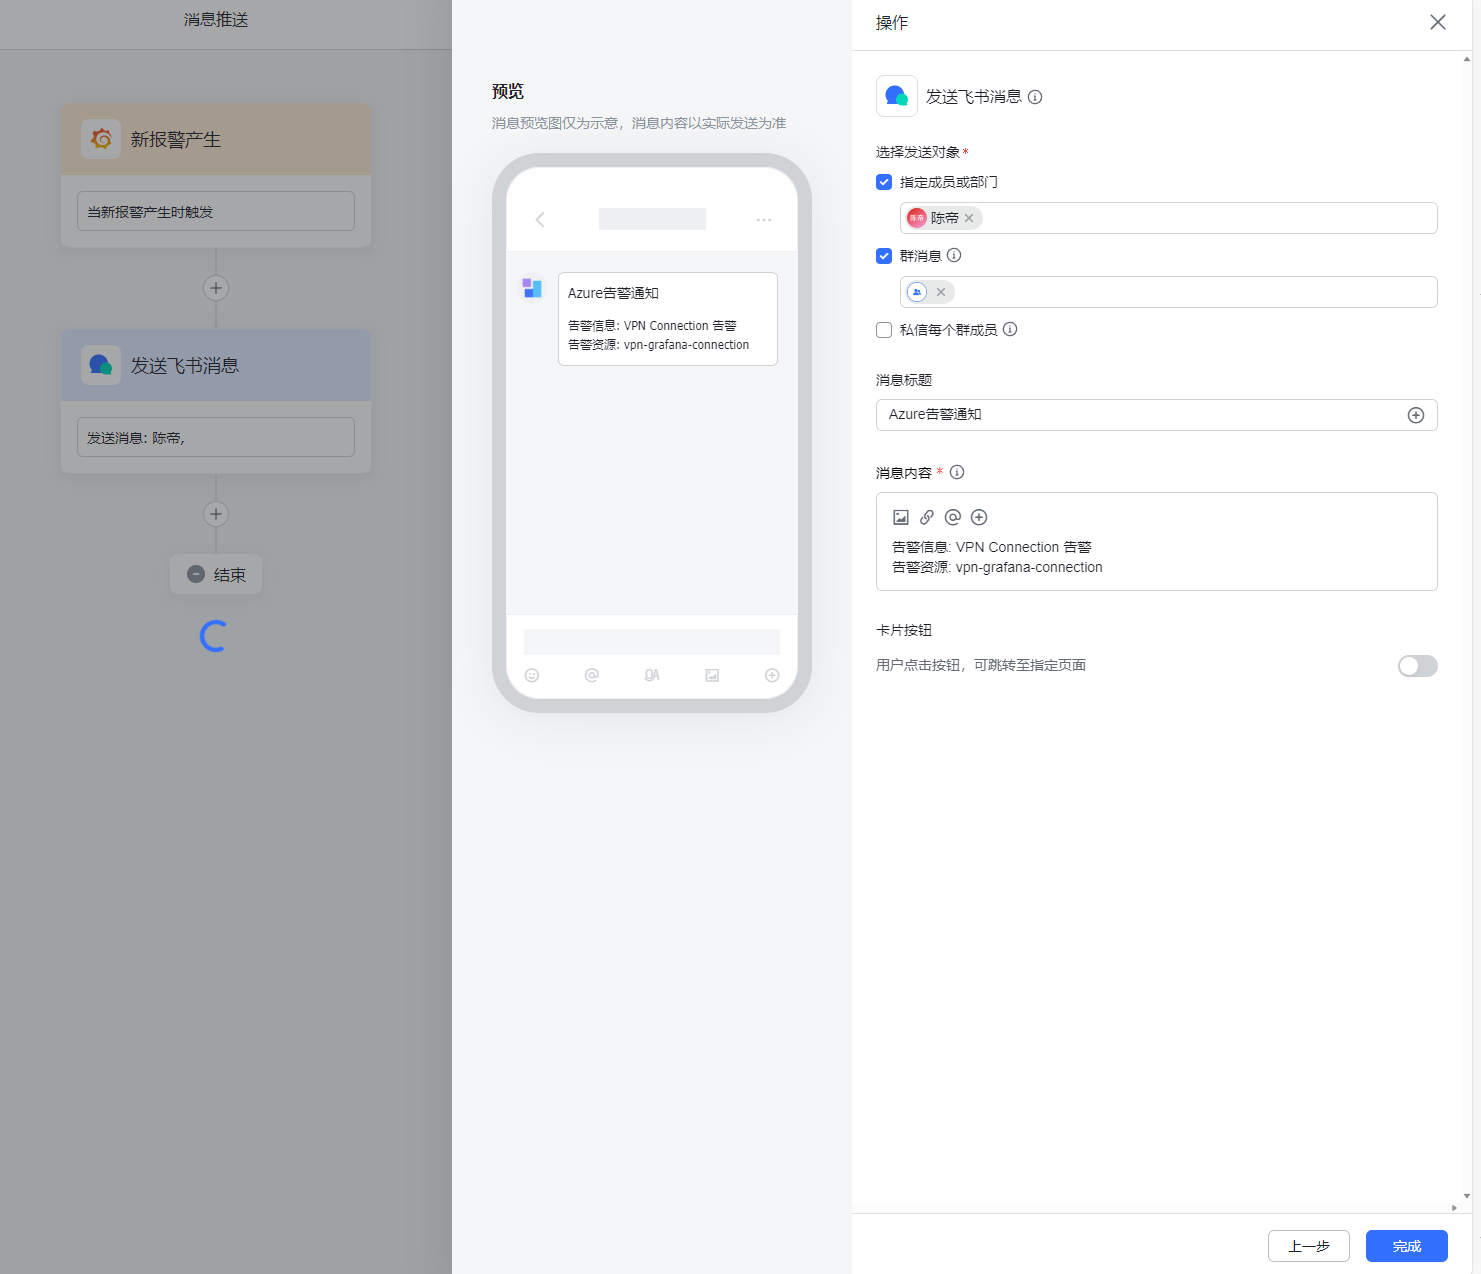 消息推送
新报警产生
当新报警产生时触发
发送飞书消息
发送消息: 陈帝,
结束
预览
消息预览图仅为示意，消息内容以实际发送为准
Azure告警通知
告警信息: VPN Connection 告警
告警资源: vpn-grafana-connection
操作
发送飞书消息
选择发送对象*
指定成员或部门
陈帝 陈帝
群消息
私信每个群成员
消息标题
Azure告警通知
消息内容 *
告警信息: VPN Connection 告警
告警资源: vpn-grafana-connection
卡片按钮
用户点击按钮，可跳转至指定页面
上一步
完成